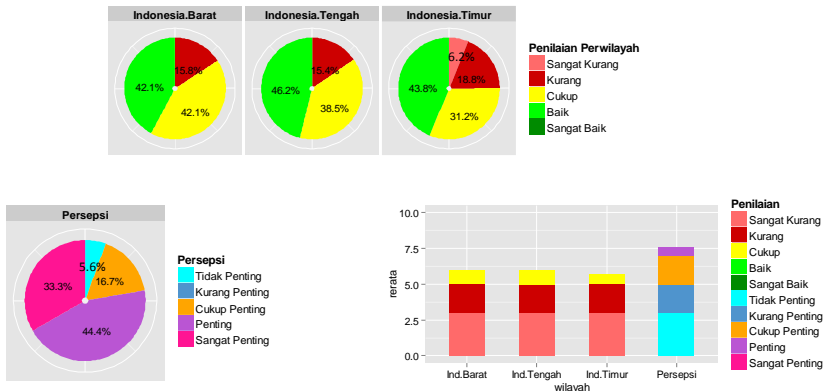 Indonesia.Barat
Indonesia.Tengah
Indonesia.Timur
15.8%
42.1%
42.1%
15.4%
46.2%
38.5%
6.2%
18.8%
43.8%
31.2%
Penilaian Perwilayah
Sangat Kurang
Kurang
Cukup
Baik
Sangat Baik
Persepsi
5.6%
16.7%
33.3%
44.4%
Persepsi
Tidak Penting
Kurang Penting
Cukup Penting
Penting
Sangat Penting
10.0
7.5
5.0
2.5
0.0
rerata
Ind.Barat
Ind.Tengah
Ind.Timur
Persepsi
wilayah
Penilaian
Sangat Kurang
Kurang
Cukup
Baik
Sangat Baik
Tidak Penting
Kurang Penting
Cukup Penting
Penting
Sangat Penting